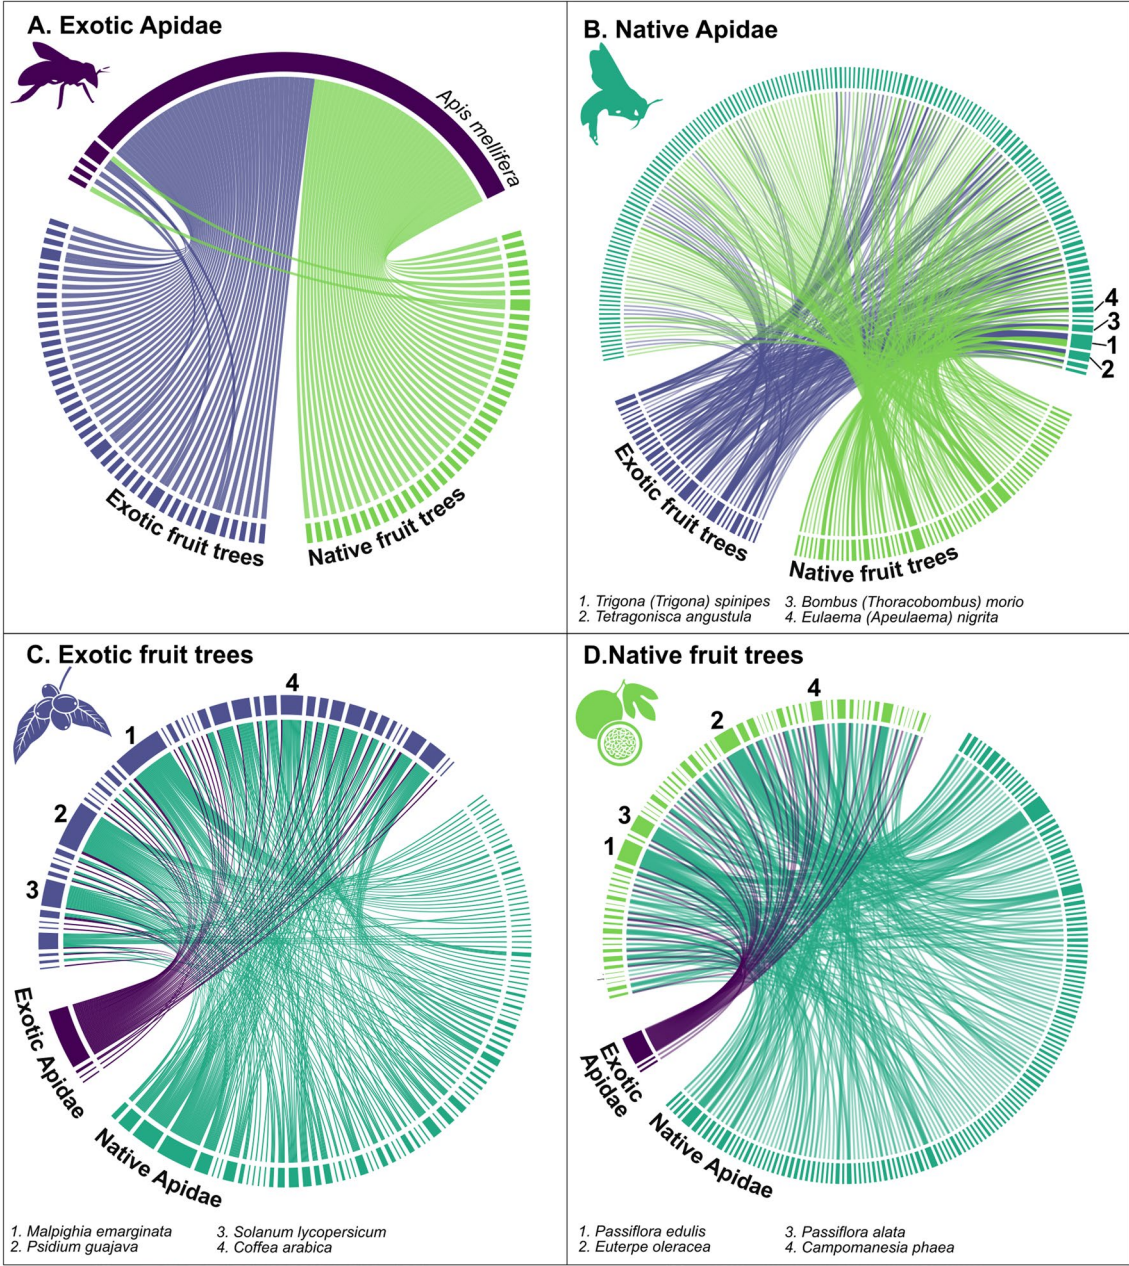 A. Exotic Apidae
Apis mellifera
Exotic fruit trees
Native fruit trees
B. Native Apidae
4
3
1
2
Exotic fruit trees
Native fruit trees
1. Trigona (Trigona) spinipes 3. Bombus (Thoracobombus) morio
2. Tetragonisca angustula 4. Eulaema (Apeulaema) nigrita
C. Exotic fruit trees
4
1
2
3
Exotic Apidae
Native Apidae
1. Malpighia emarginata 3. Solanum lycopersicum
2. Psidium guajava 4. Coffea arabica
D.Native fruit trees
4
2
3
1
Exotic
Apidae
Native Apidae
1. Passiflora edulis 3. Passiflora alata
2. Euterpe oleracea 4. Campomanesia phaea